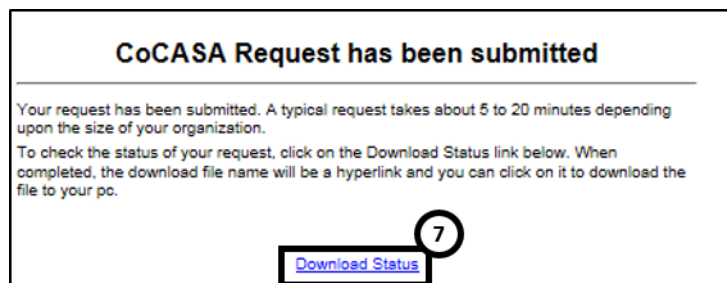 CoCASA Request has been submitted
Your request has been submitted. A typical request takes about 5 to 20 minutes depending
upon the size of your organization.
To check the status of your request, click on the Download Status link below. When
completed, the download file name will be a hyperlink and you can click on it to download the
file to your pc.
7
Download Status